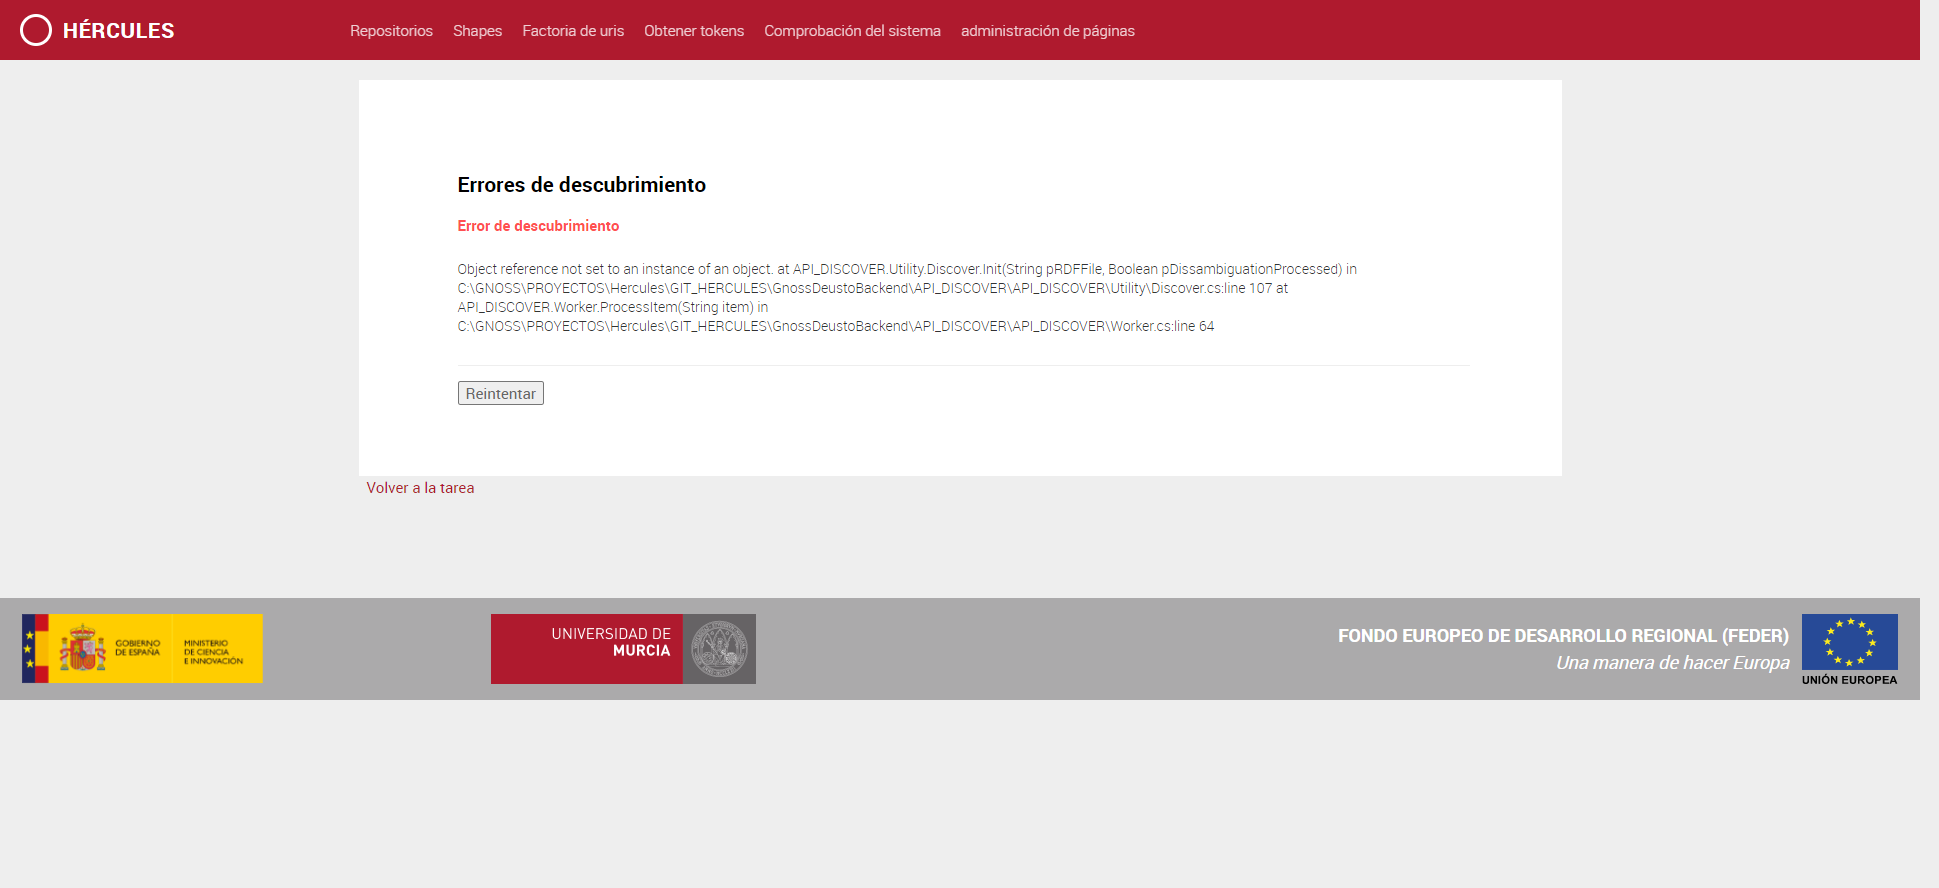 HÉRCULES
Repositorios Shapes Factoria de uris Obtener tokens Comprobación del sistema administración de páginas
Errores de descubrimiento
Error de descubrimiento
Object reference not set to an instance of an object. at API_DISCOVER.Utility.Discover.Init(String pRDFFile, Boolean pDissambiguationProcessed) in
C:\GNOSS\PROYECTOS\Hercules\GIT_HERCULES\GnossDeustoBackend\API_DISCOVER\API_DISCOVER\Utility\Discover.cs:line 107 at
API_DISCOVER.Worker.ProcessItem(String item) in
C:\GNOSS\PROYECTOS\Hercules\GIT_HERCULES\GnossDeustoBackend\API_DISCOVER\API_DISCOVER\Worker.cs:line 64
Reintentar
Volver a la tarea
GOBIERNO
DE ESPAÑA
MINISTERIO
DE CIENCIA
E INNOVACIÓN
UNIVERSIDAD DE
MURCIA
FONDO EUROPEO DE DESARROLLO REGIONAL (FEDER)
Una manera de hacer Europa
UNIÓN EUROPEA